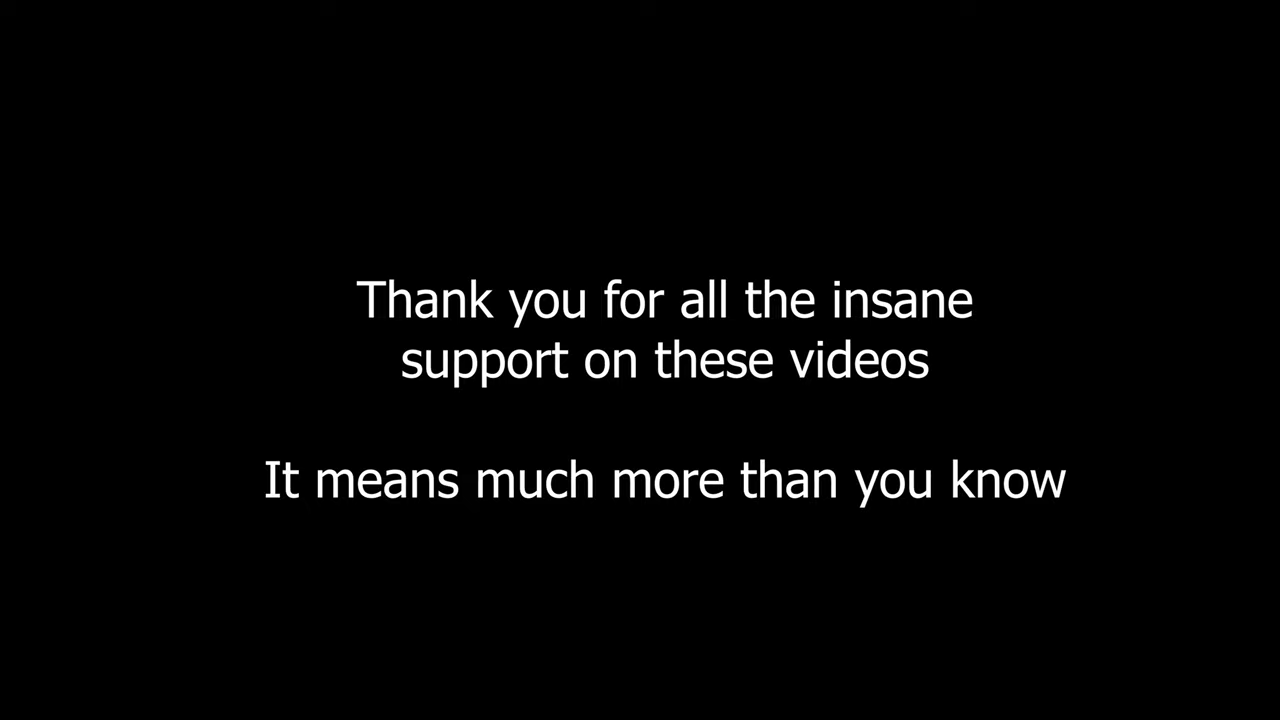 Thank you for all the insane
support on these videos
It means much more than you know